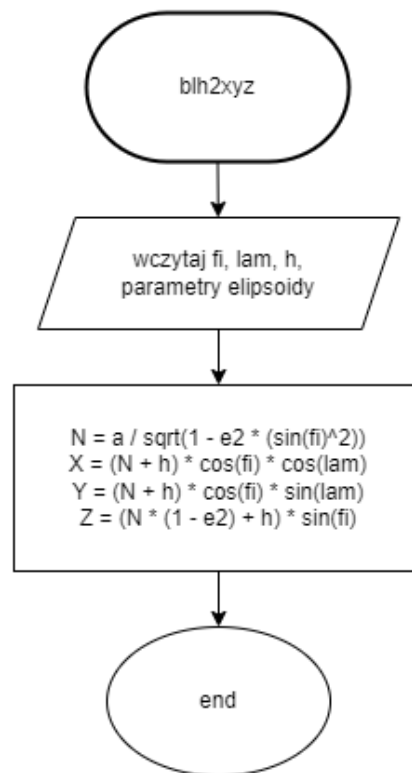 blh2xyz
wczytaj fi, lam, h,
parametry elipsoidy
N = a / sqrt(1 - e2 * (sin(fi)^2))
X = (N + h) * cos(fi) * cos(lam)
Y = (N + h) * cos(fi) * sin(lam)
Z = (N * (1 - e2) + h) * sin(fi)
end